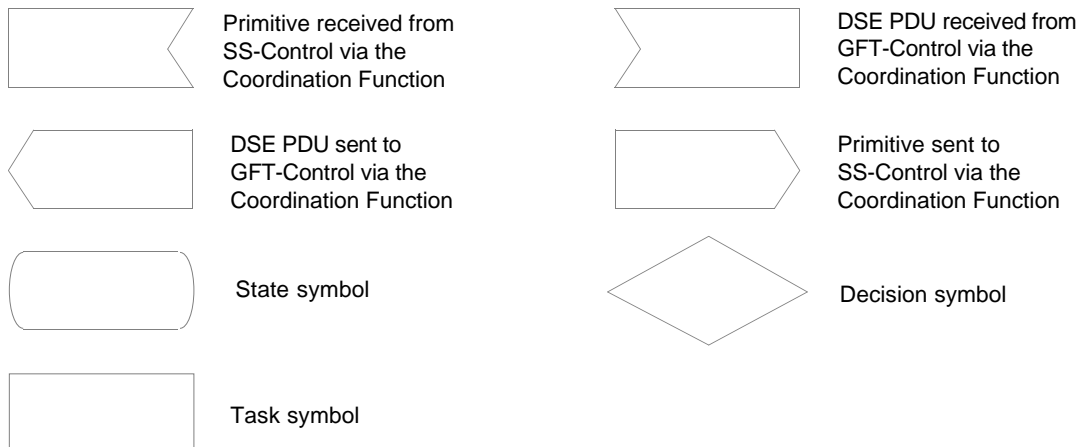 Primitive received from
SS-Control via the
Coordination Function
DSE PDU received from
GFT-Control via the
Coordination Function
DSE PDU sent to
GFT-Control via the
Coordination Function
Primitive sent to
SS-Control via the
Coordination Function
State symbol
Decision symbol
Task symbol